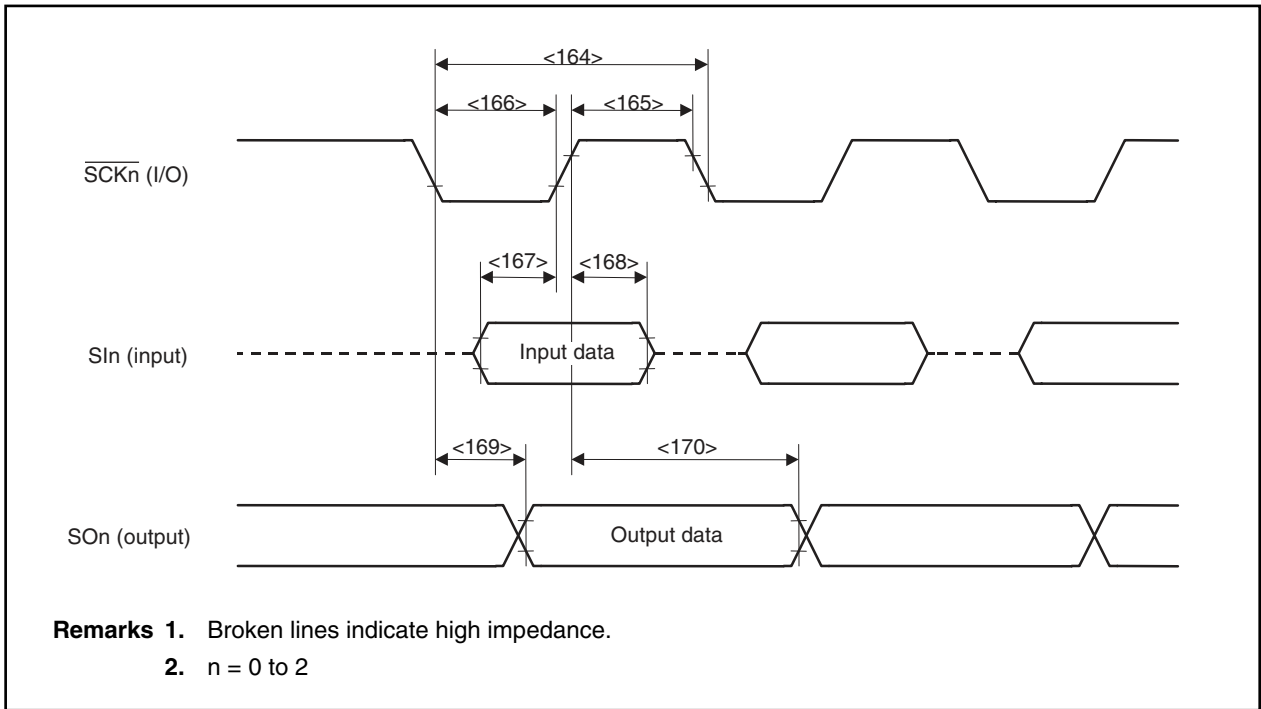 <164>
<166> <165>
SCKn (I/O)
<167> <168>
SIn (input) Input data
<169> <170>
SOn (output) Output data
Remarks 1. Broken lines indicate high impedance.
2. n = 0 to 2